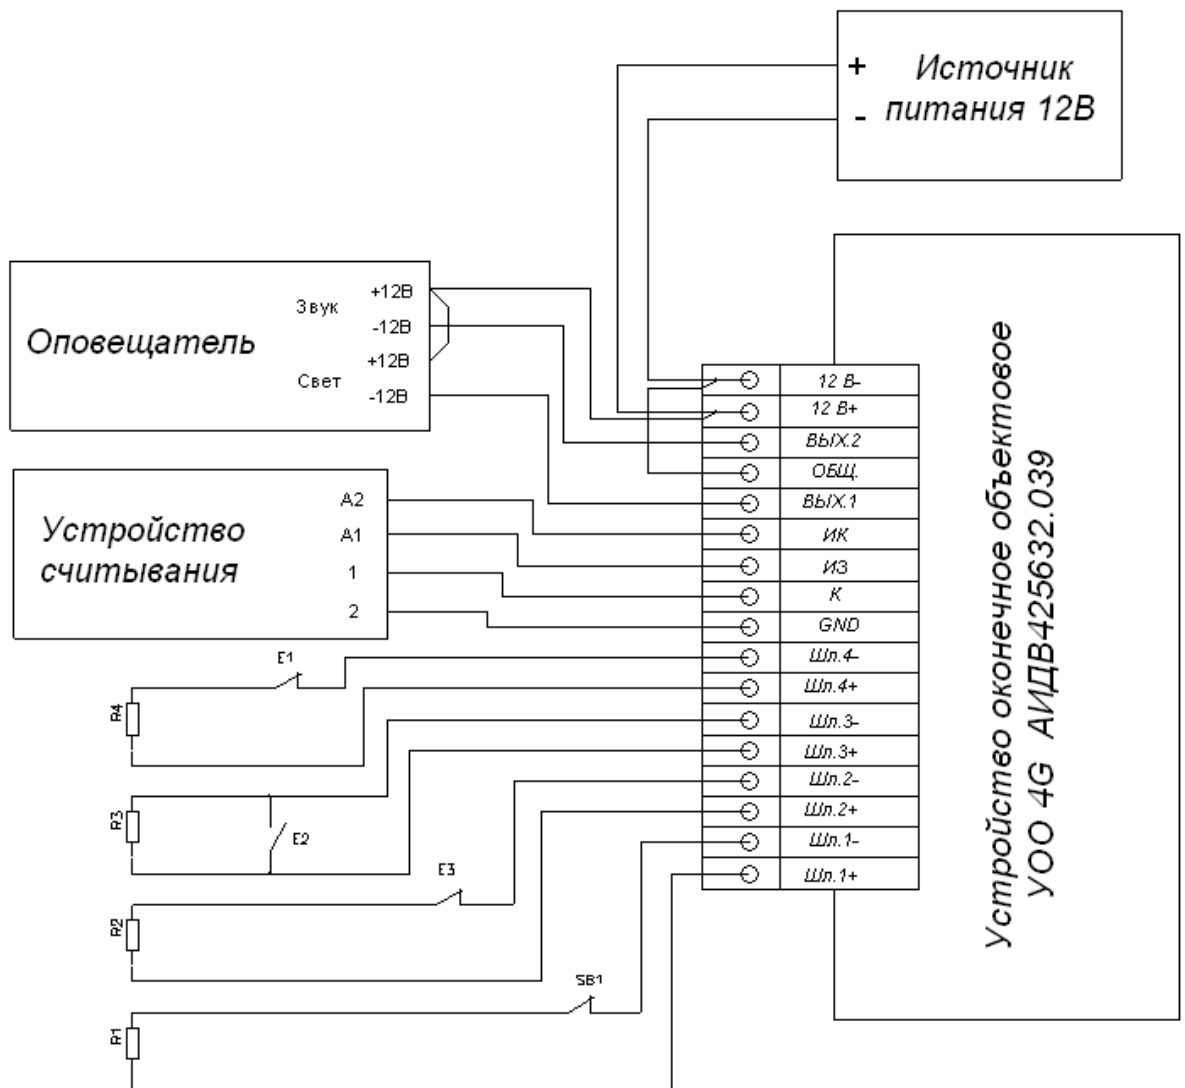 + Источник
- питания 12В
Оповещатель
Звук
+12В
-12В
Свет
+12В
-12В
Устройство
считывания
А2
А1
1
2
12 В-
12 В+
ВЫХ.2
ОБЩ.
ВЫХ.1
ИК
ИЗ
К
GND
Шл.4-
Шл.4+
Шл.3-
Шл.3+
Шл.2-
Шл.2+
Шл.1-
Шл.1+
Устройство оконечное объектовое
УОО 4G АИДВ425632.039
E1
R4
R3
E2
E3
R2
SB1
R1